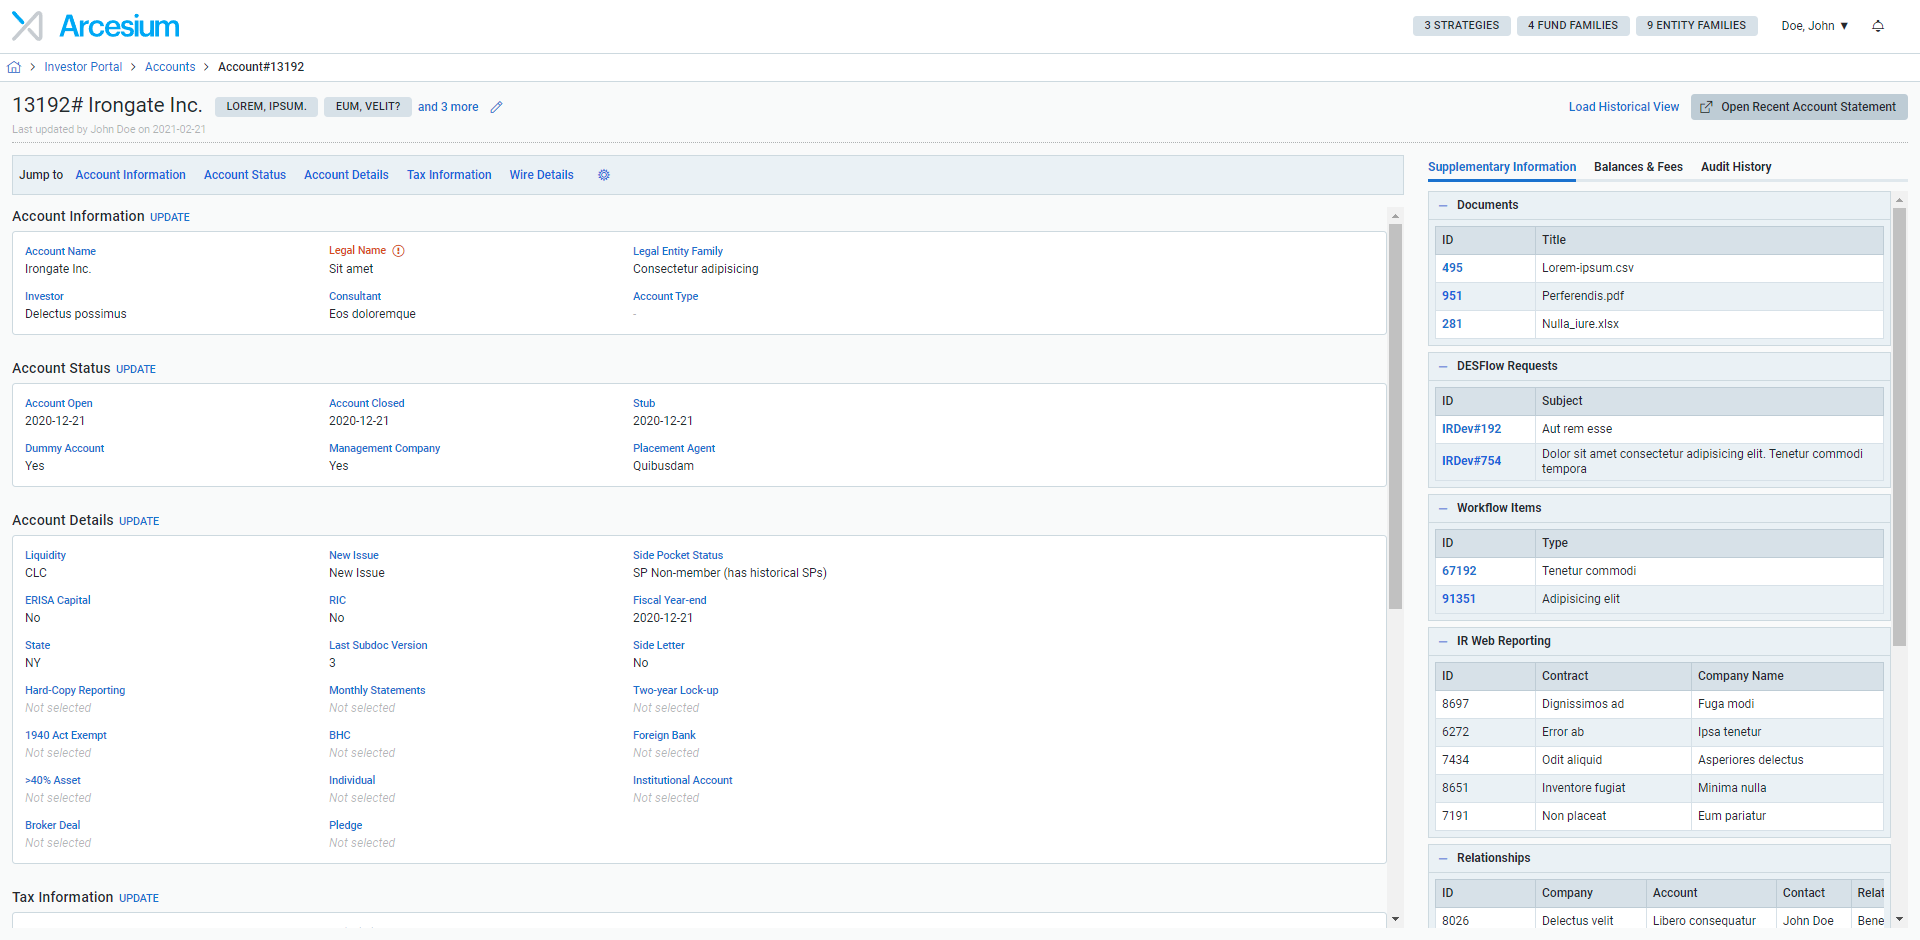 Arcesium
3 STRATEGIES 4 FUND FAMILIES 9 ENTITY FAMILIES Doe, John ▼
Investor Portal > Accounts > Account#13192
13192# Irongate Inc. LOREM, IPSUM. EUM, VELIT? and 3 more
Load Historical View Open Recent Account Statement
Last updated by John Doe on 2021-02-21
Jump to Account Information Account Status Account Details Tax Information Wire Details
Account Information UPDATE
Account Name Legal Name Legal Entity Family
Irongate Inc. Sit amet Consectetur adipisicing
Investor Consultant Account Type
Delectus possimus Eos doloremque -
Account Status UPDATE
Account Open Account Closed Stub
2020-12-21 2020-12-21 2020-12-21
Dummy Account Management Company Placement Agent
Yes Yes Quibusdam
Account Details UPDATE
Liquidity New Issue Side Pocket Status
CLC New Issue SP Non-member (has historical SPs)
ERISA Capital RIC Fiscal Year-end
No No 2020-12-21
State Last Subdoc Version Side Letter
NY 3 No
Hard-Copy Reporting Monthly Statements Two-year Lock-up
Not selected Not selected Not selected
1940 Act Exempt BHC Foreign Bank
Not selected Not selected Not selected
>40% Asset Individual Institutional Account
Not selected Not selected Not selected
Broker Deal Pledge
Not selected Not selected
Tax Information UPDATE
Supplementary Information Balances & Fees Audit History
Documents
ID Title
495 Lorem-ipsum.csv
951 Perferendis.pdf
281 Nulla_iure.xlsx
DESFlow Requests
ID Subject
IRDev#192 Aut rem esse
IRDev#754 Dolor sit amet consectetur adipisicing elit. Tenetur commodi
tempora
Workflow Items
ID Type
67192 Tenetur commodi
91351 Adipisicing elit
IR Web Reporting
ID Contract Company Name
8697 Dignissimos ad Fuga modi
6272 Error ab Ipsa tenetur
7434 Odit aliquid Asperiores delectus
8651 Inventore fugiat Minima nulla
7191 Non placeat Eum pariatur
Relationships
ID Company Account Contact Relat
8026 Delectus velit Libero consequatur John Doe Bene